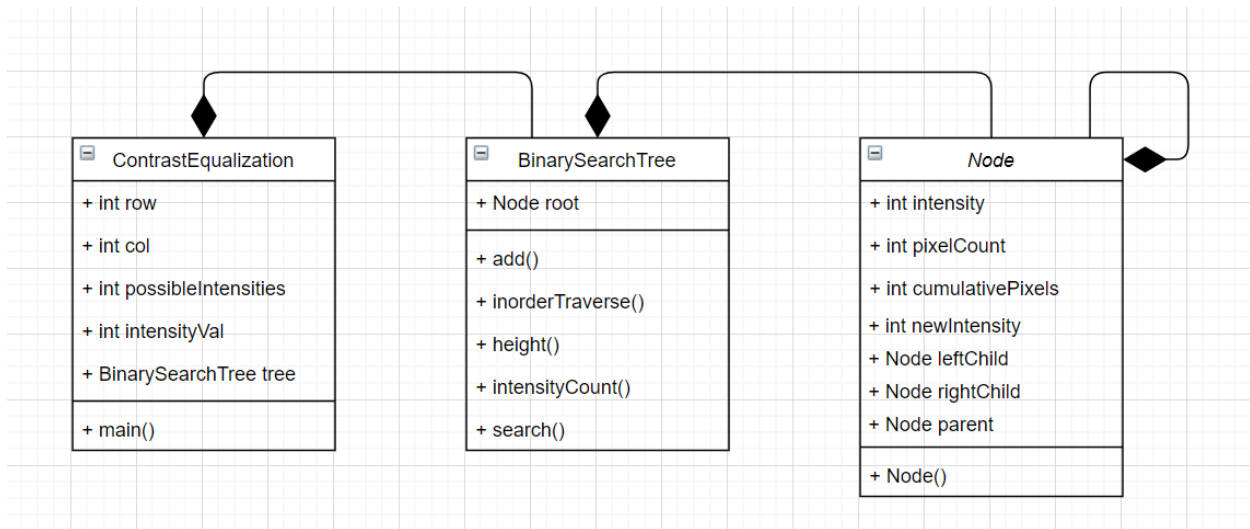 ContrastEqualization
+ int row
+ int col
+ int possibleIntensities
+ int intensityVal
+ BinarySearchTree tree
+ main()
BinarySearchTree
+ Node root
+ add()
+ inorderTraverse()
+ height()
+ intensityCount()
+ search()
Node
+ int intensity
+ int pixelCount
+ int cumulativePixels
+ int newIntensity
+ Node leftChild
+ Node rightChild
+ Node parent
+ Node()